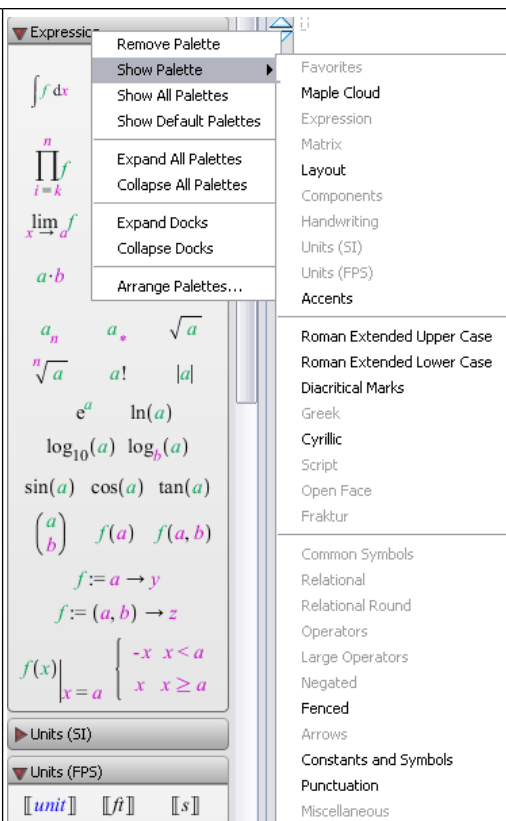 Expression
Remove Palette
Show Palette
Show All Palettes
Show Default Palettes
Expand All Palettes
Collapse All Palettes
Expand Docks
Collapse Docks
Arrange Palettes...
Favorites
Maple Cloud
Expression
Matrix
Layout
Components
Handwriting
Units (SI)
Units (FPS)
Accents
Roman Extended Upper Case
Roman Extended Lower Case
Diacritical Marks
Greek
Cyrillic
Script
Open Face
Fraktur
Common Symbols
Relational
Relational Round
Operators
Large Operators
Negated
Fenced
Arrows
Constants and Symbols
Punctuation
Miscellaneous
∫f dx
n ∏ i = k f
lim x → a f
a·b
aₙ a* √a
ⁿ√a a! |a|
eᵃ ln(a)
log₁₀(a) log_b(a)
sin(a) cos(a) tan(a)
(a b) f(a) f(a, b)
f := a → y
f := (a, b) → z
f(x)|x = a { -x x < a
x x ≥ a
Units (SI)
Units (FPS)
⟦unit⟧ ⟦ft⟧ ⟦s⟧